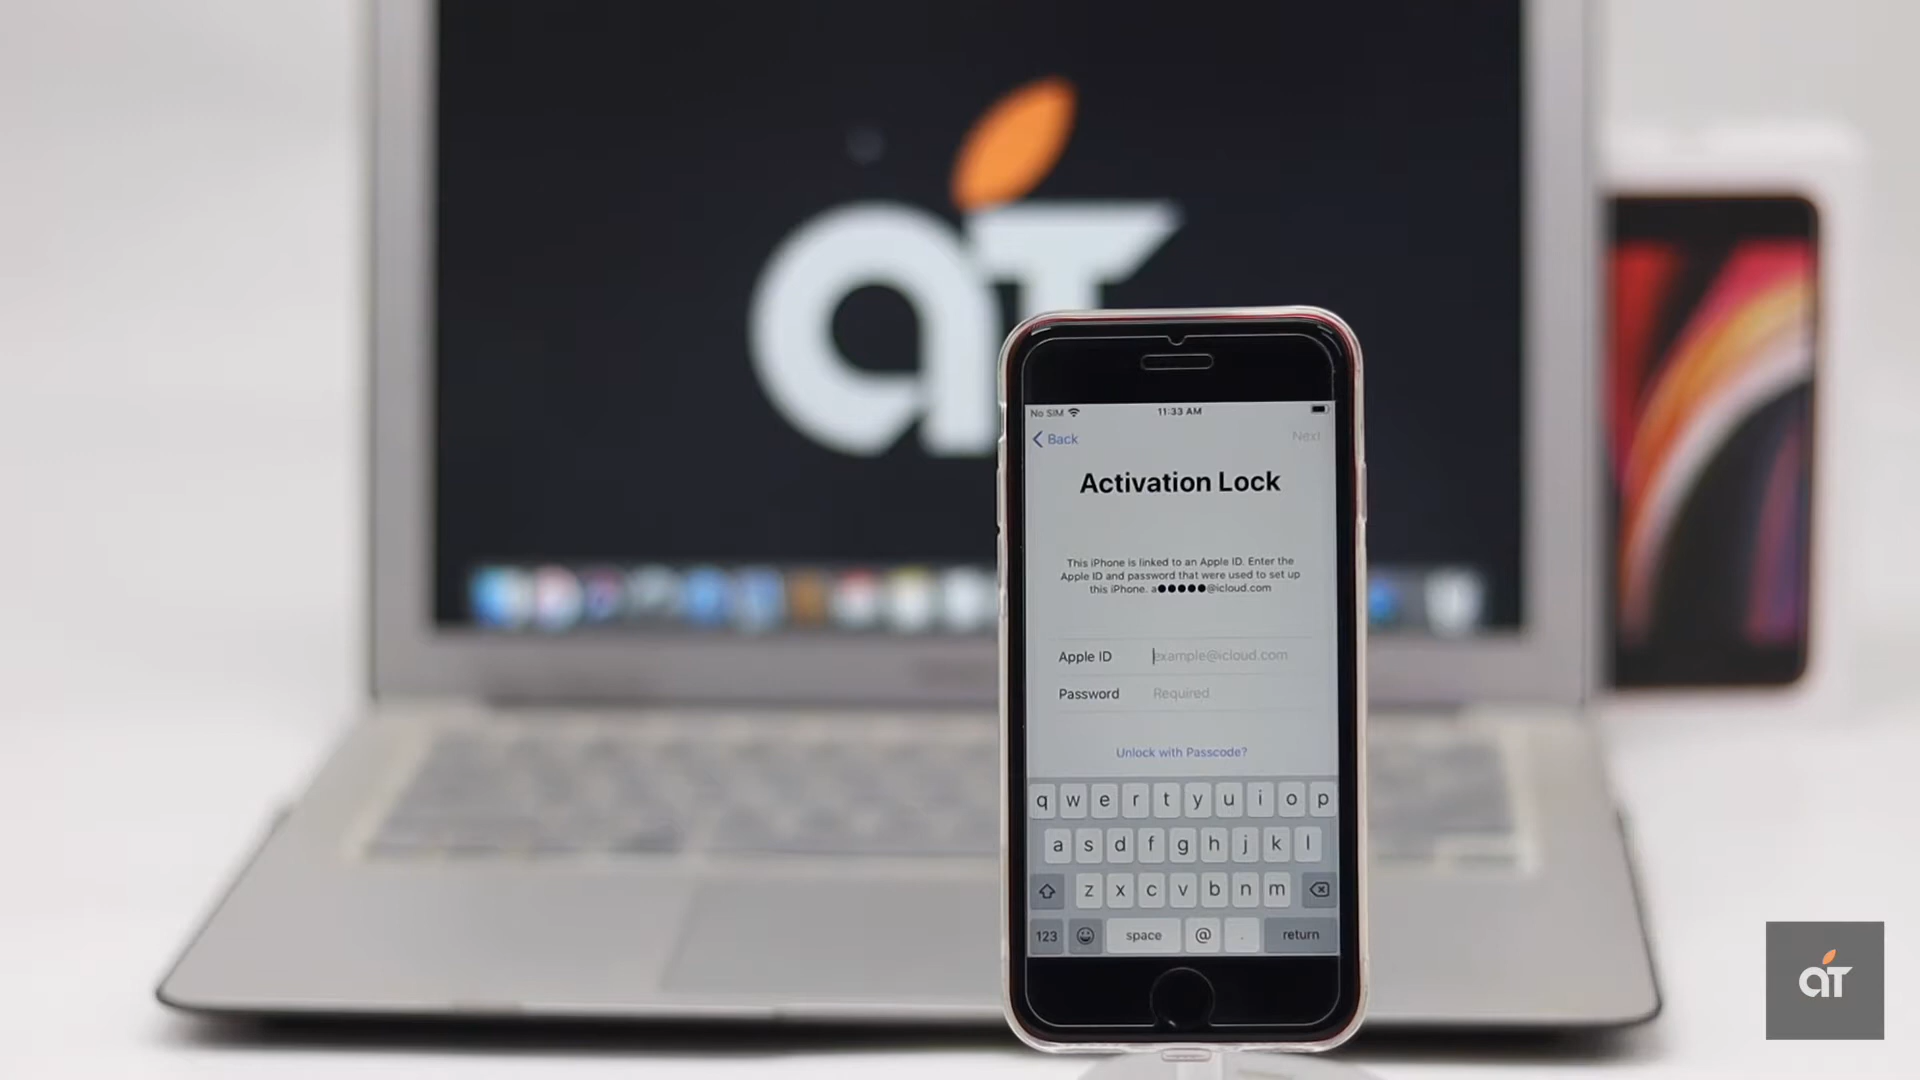 aT
No SIM 11:33 AM
Back Next
Activation Lock
This iPhone is linked to an Apple ID. Enter the
Apple ID and password that were used to set up
this iPhone. a●●●●●@icloud.com
Apple ID example@icloud.com
Password Required
Unlock with Passcode?
q w e r t y u i o p
a s d f g h j k l
z x c v b n m
123 space @ . return
aT